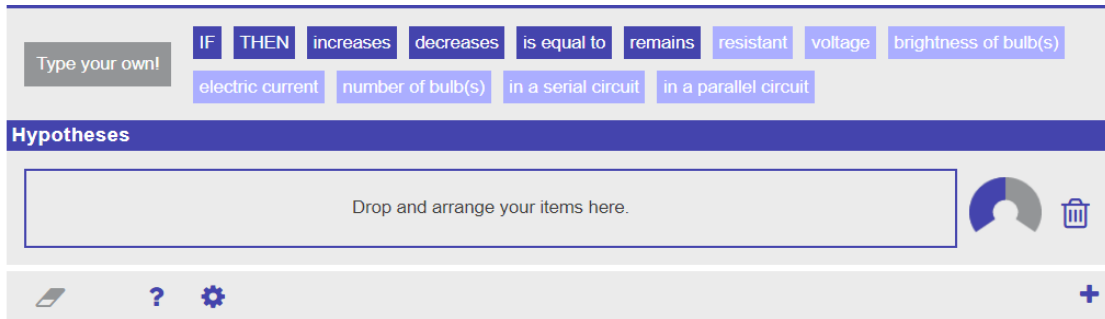 IF THEN increases decreases is equal to remains resistant voltage brightness of bulb(s)
Type your own!
electric current number of bulb(s) in a serial circuit in a parallel circuit
Hypotheses
Drop and arrange your items here.
?
+